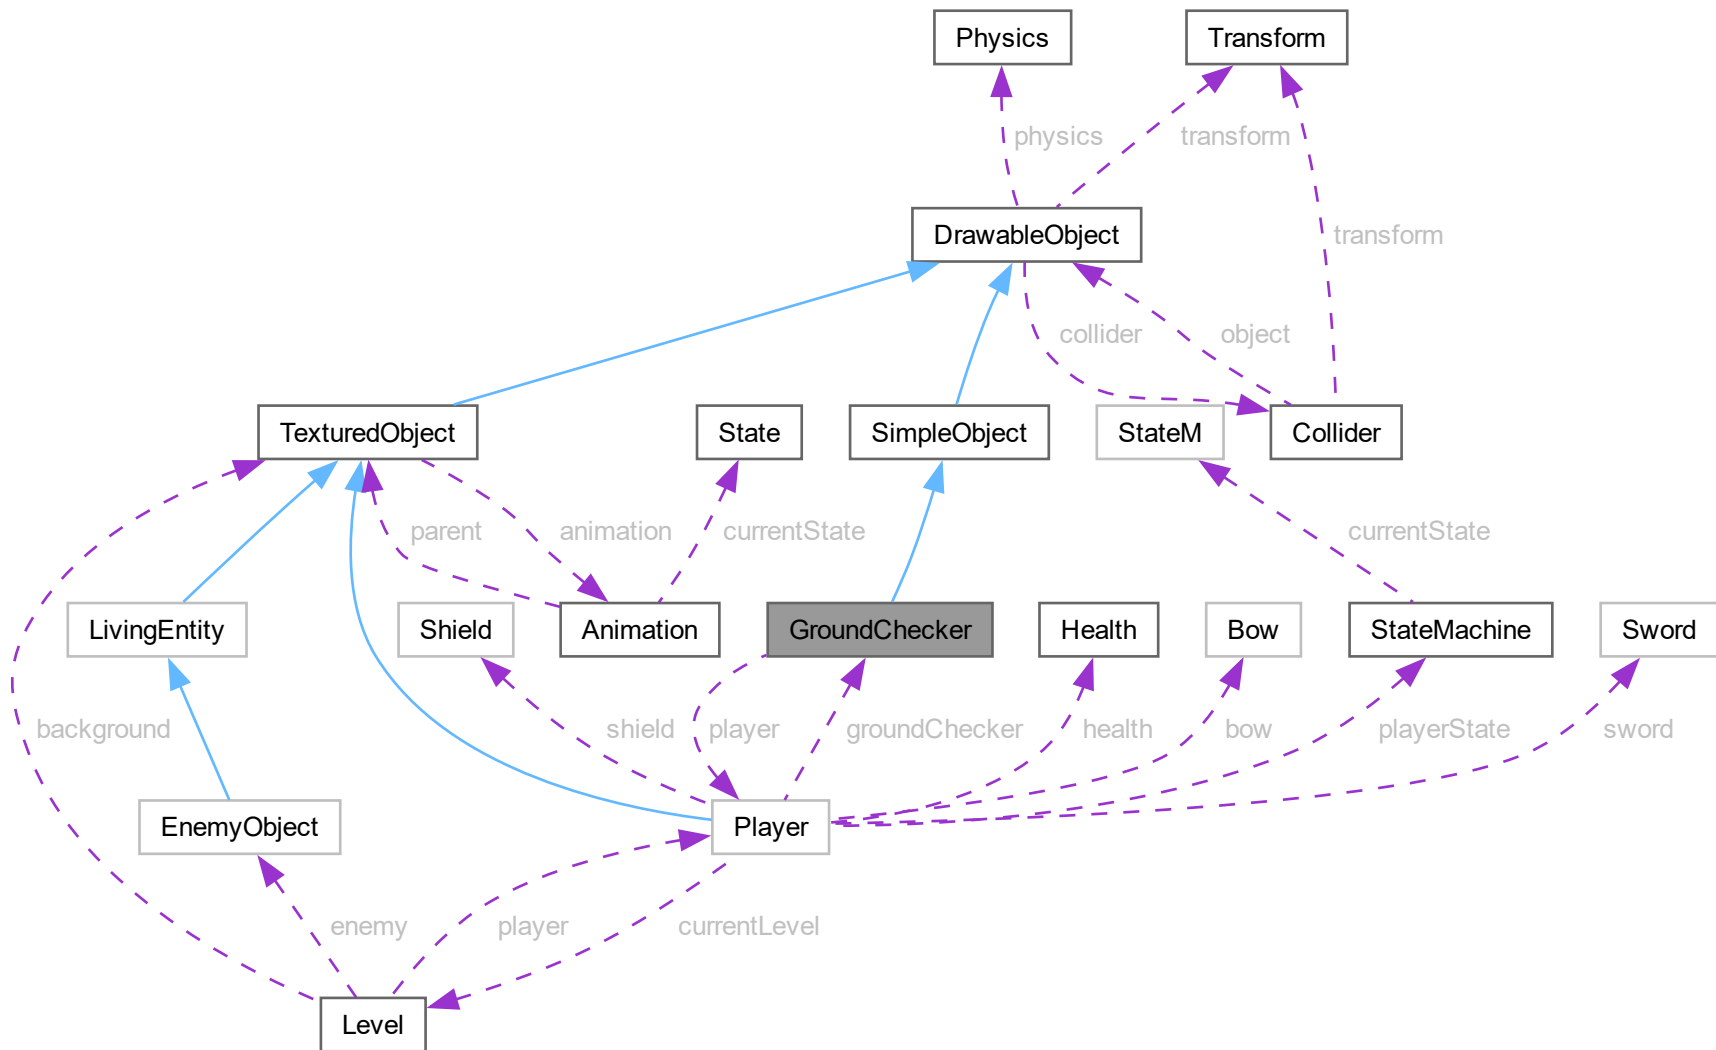 Physics
Transform
physics
transform
DrawableObject
transform
collider
object
TexturedObject
State
SimpleObject
StateM
Collider
parent
animation
currentState
currentState
LivingEntity
Shield
Animation
GroundChecker
Health
Bow
StateMachine
Sword
background
shield
player
groundChecker
health
bow
playerState
sword
EnemyObject
Player
enemy
player
currentLevel
Level